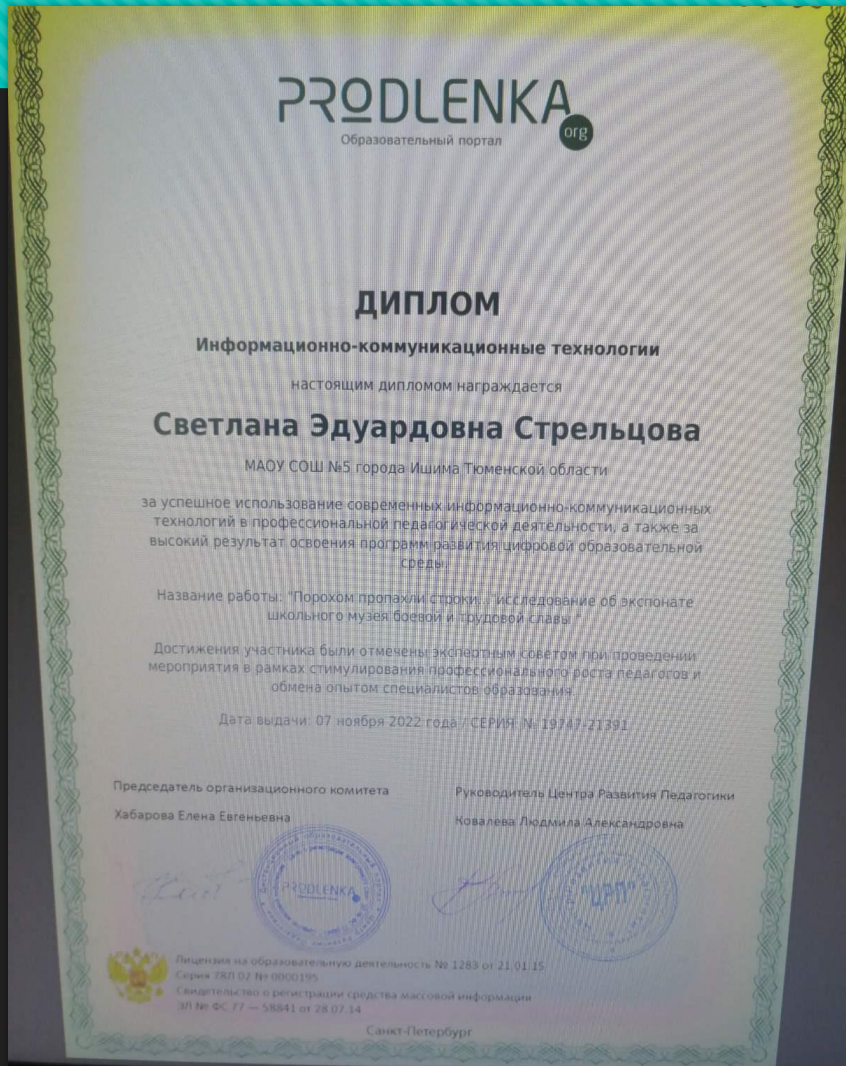 PRODLENKA
org
Образовательный портал
ДИПЛОМ
Информационно-коммуникационные технологии
настоящим дипломом награждается
Светлана Эдуардовна Стрельцова
МАОУ СОШ №5 города Ишима Тюменской области
за успешное использование современных информационно-коммуникационных
технологий в профессиональной педагогической деятельности, а также за
высокий результат освоения программ развития цифровой образовательной
среды
Название работы: "Порохом пропахли строки..."исследование об экспонате
школьного музея боевой и трудовой славы "
Достижения участника были отмечены экспертным советом при проведении
мероприятия в рамках стимулирования профессионального роста педагогов и
обмена опытом специалистов образования.
Дата выдачи: 07 ноября 2022 года / СЕРИЯ № 19747-21391
Председатель организационного комитета
Хабарова Елена Евгеньевна
Руководитель Центра Развития Педагогики
Ковалева Людмила Александровна
PRODLENKA
"ЦРП"
Лицензия на образовательную деятельность № 1283 от 21.01.15
Серия 78Л 02 № 0000195
Свидетельство о регистрации средства массовой информации
ЭЛ № ФС 77 — 58841 от 28.07.14
Санкт-Петербург